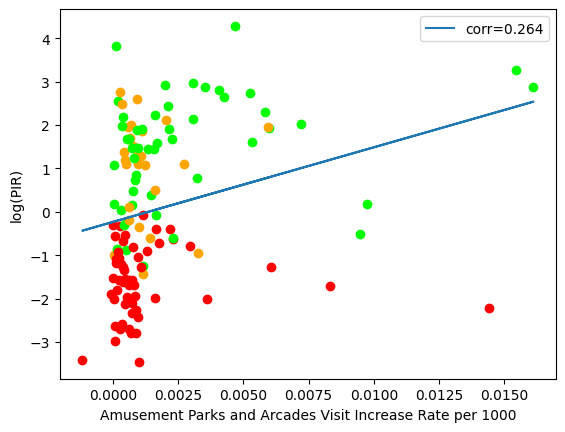 corr=0.264
4
3
2
1
0
−1
−2
−3
log(PIR)
0.0000 0.0025 0.0050 0.0075 0.0100 0.0125 0.0150
Amusement Parks and Arcades Visit Increase Rate per 1000